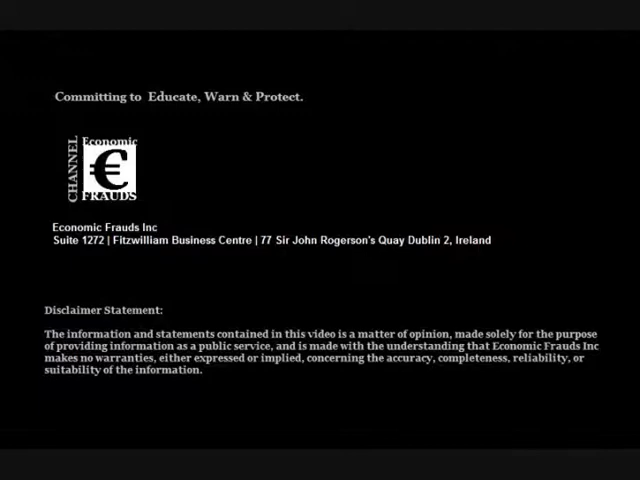 Committing to Educate, Warn & Protect.
CHANNEL
Economic
€
FRAUDS
Economic Frauds Inc
Suite 1272 | Fitzwilliam Business Centre | 77 Sir John Rogerson's Quay Dublin 2, Ireland
Disclaimer Statement:
The information and statements contained in this video is a matter of opinion, made solely for the purpose
of providing information as a public service, and is made with the understanding that Economic Frauds Inc
makes no warranties, either expressed or implied, concerning the accuracy, completeness, reliability, or
suitability of the information.